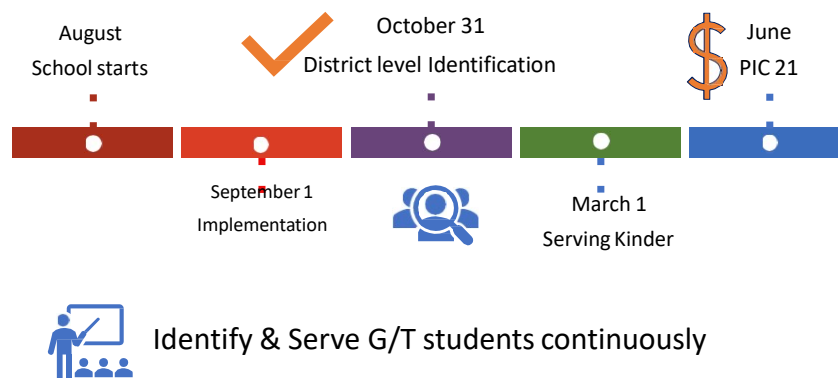 August
School starts
October 31
District level Identification
June
PIC 21
September 1
Implementation
March 1
Serving Kinder
Identify & Serve G/T students continuously